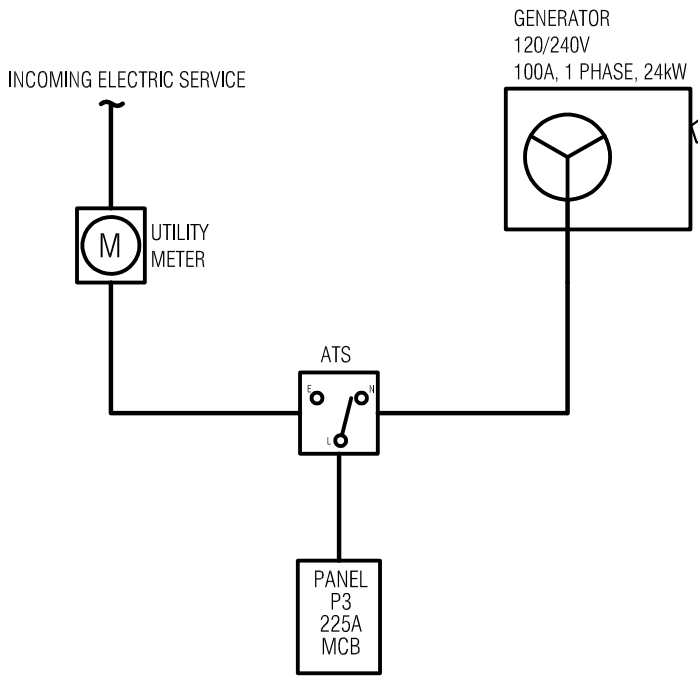 GENERATOR
120/240V
100A, 1 PHASE, 24kW
INCOMING ELECTRIC SERVICE
M
UTILITY
METER
ATS
E
N
L
PANEL
P3
225A
MCB